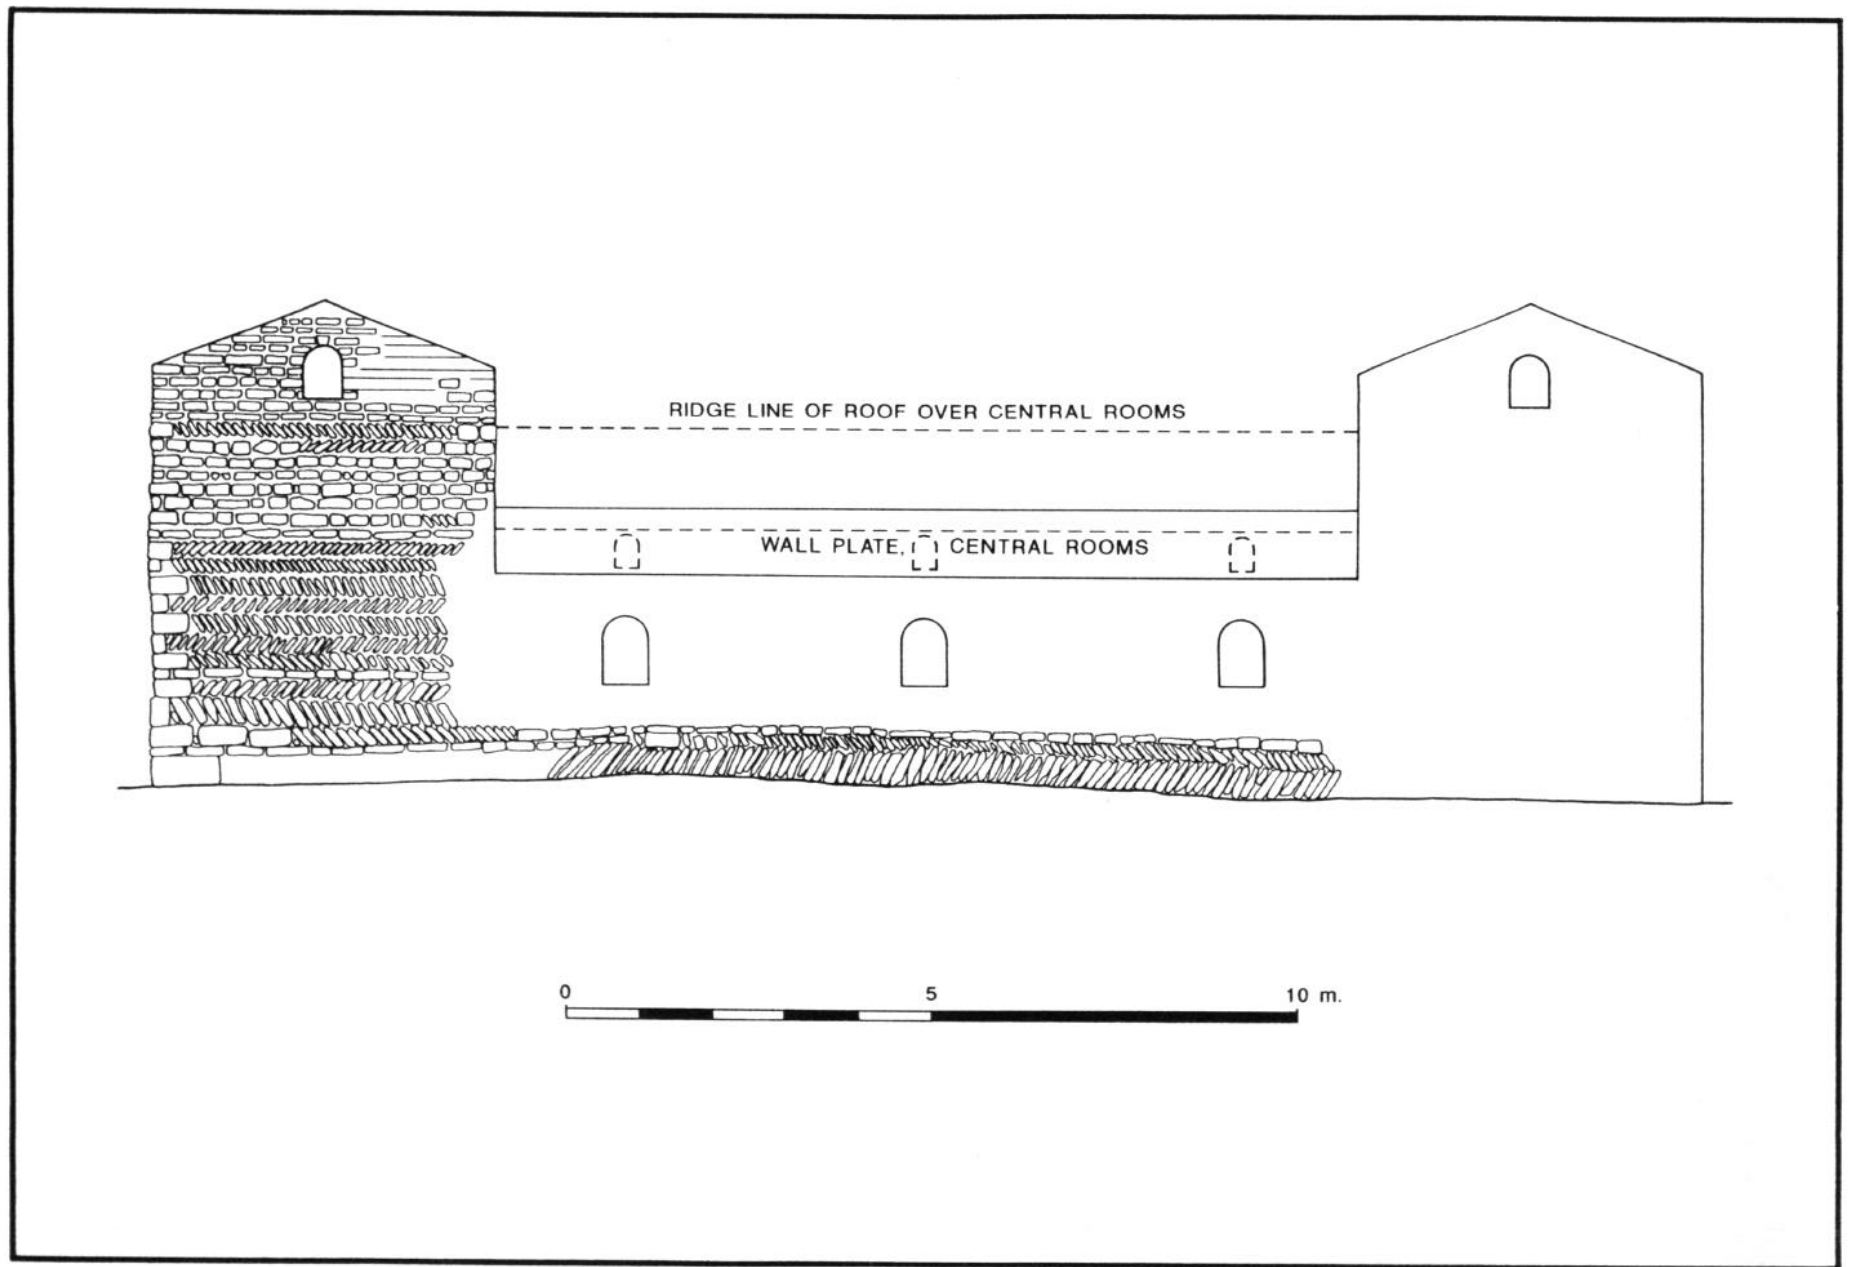 RIDGE LINE OF ROOF OVER CENTRAL ROOMS
WALL PLATE, CENTRAL ROOMS
0 5 10 m.